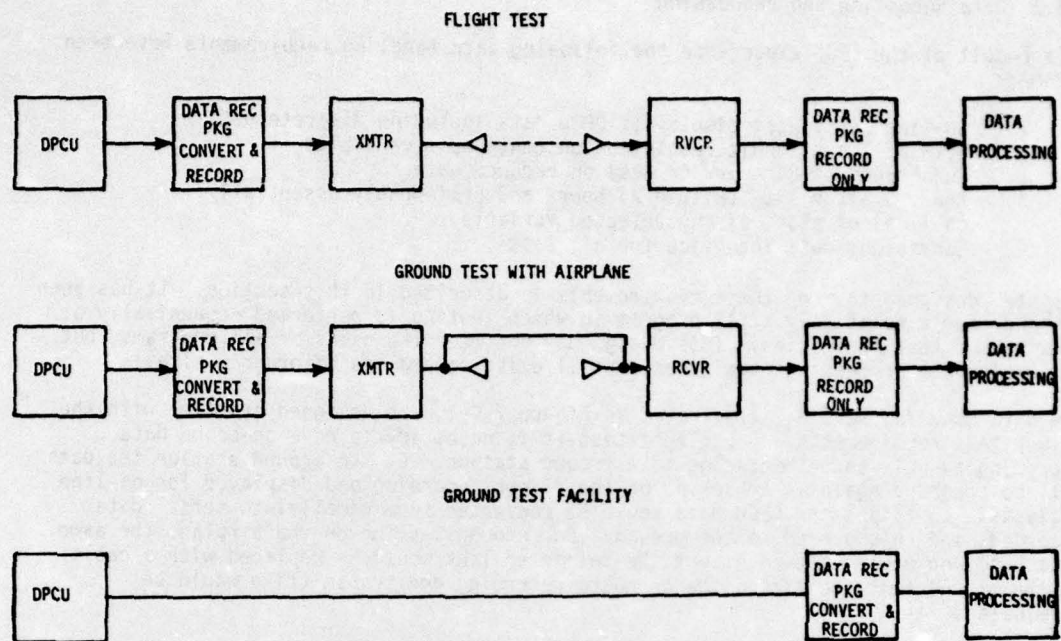 FLIGHT TEST
DPCU
DATA REC
PKG
CONVERT &
RECORD
XMTR
RVCP.
DATA REC
PKG
RECORD
ONLY
DATA
PROCESSING
GROUND TEST WITH AIRPLANE
DPCU
DATA REC
PKG
CONVERT &
RECORD
XMTR
RCVR
DATA REC
PKG
RECORD
ONLY
DATA
PROCESSING
GROUND TEST FACILITY
DPCU
DATA REC
PKG
CONVERT &
RECORD
DATA
PROCESSING